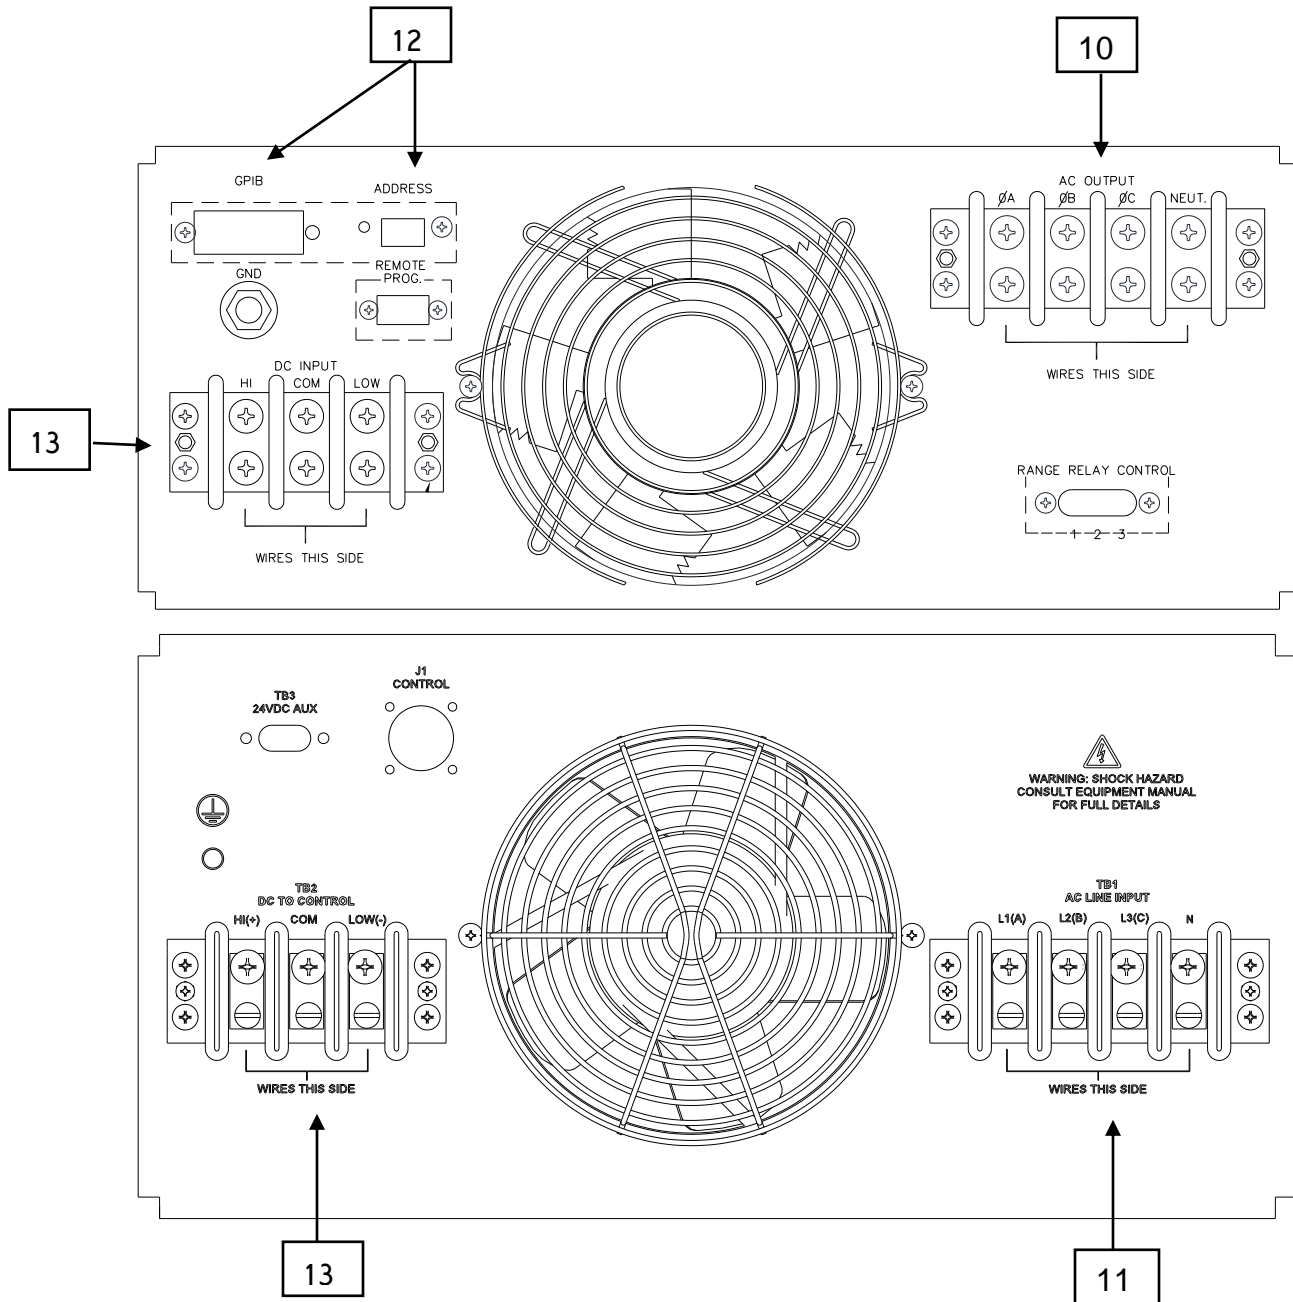 12
10
GPIB
ADDRESS
AC OUTPUT
ØA ØB ØC NEUT.
REMOTE
PROG.
GND
DC INPUT
HI COM LOW
WIRES THIS SIDE
13
WIRES THIS SIDE
RANGE RELAY CONTROL
1 2 3
J1
CONTROL
TB3
24VDC AUX
WARNING: SHOCK HAZARD
CONSULT EQUIPMENT MANUAL
FOR FULL DETAILS
TB2
DC TO CONTROL
HI(+) COM LOW(-)
WIRES THIS SIDE
TB1
AC LINE INPUT
L1(A) L2(B) L3(C) N
WIRES THIS SIDE
13
11